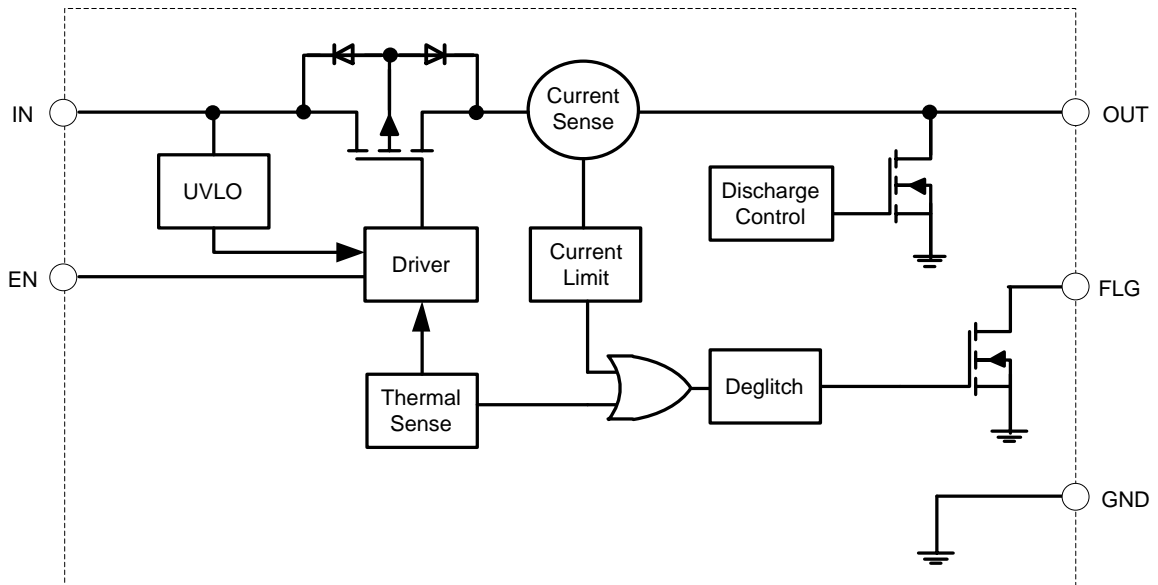 IN
Current
Sense
OUT
UVLO
Discharge
Control
EN
Driver
Current
Limit
FLG
Thermal
Sense
Deglitch
GND